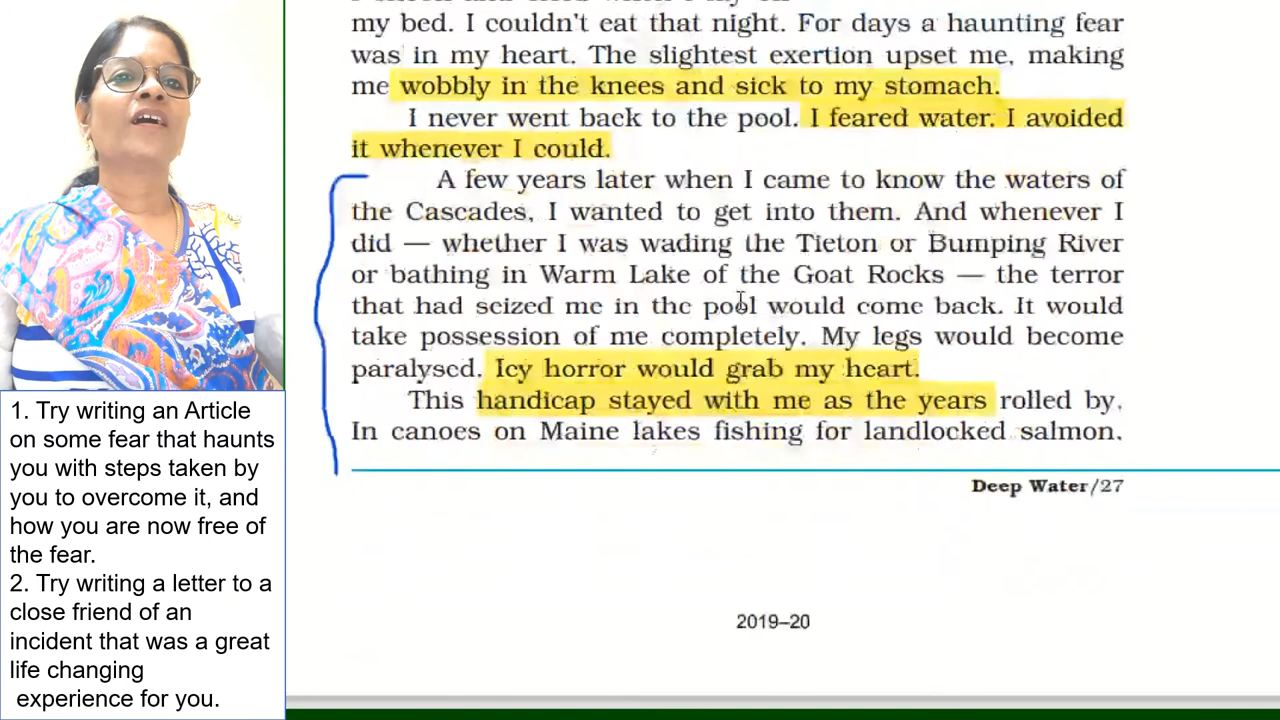 my bed. I couldn't eat that night. For days a haunting fear
was in my heart. The slightest exertion upset me, making
me wobbly in the knees and sick to my stomach.
I never went back to the pool. I feared water. I avoided
it whenever I could.
A few years later when I came to know the waters of
the Cascades, I wanted to get into them. And whenever I
did — whether I was wading the Tieton or Bumping River
or bathing in Warm Lake of the Goat Rocks — the terror
that had seized me in the pool would come back. It would
take possession of me completely. My legs would become
paralysed. Icy horror would grab my heart.
This handicap stayed with me as the years rolled by.
In canoes on Maine lakes fishing for landlocked salmon,
Deep Water/27
2019–20
1. Try writing an Article
on some fear that haunts
you with steps taken by
you to overcome it, and
how you are now free of
the fear.
2. Try writing a letter to a
close friend of an
incident that was a great
life changing
experience for you.